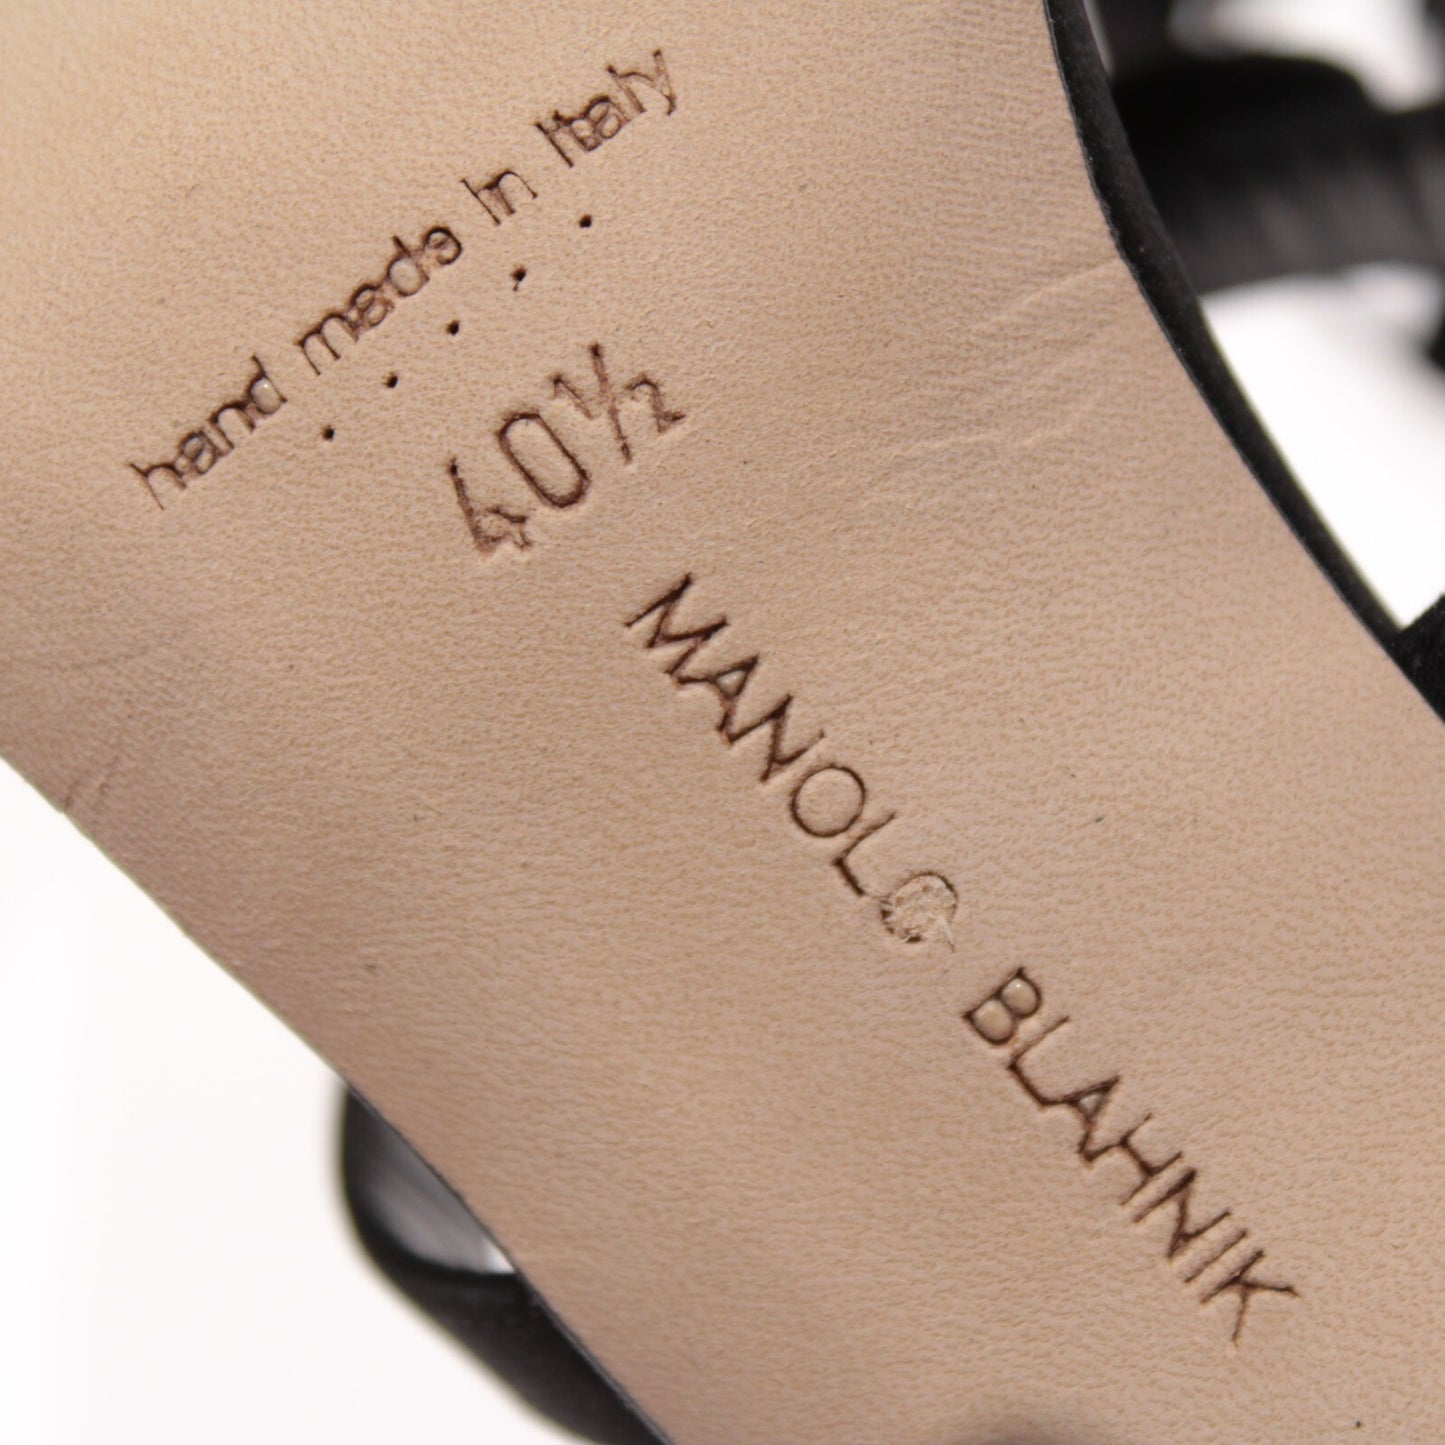 hand made in Italy
40½
MANOLO BLAHNIK